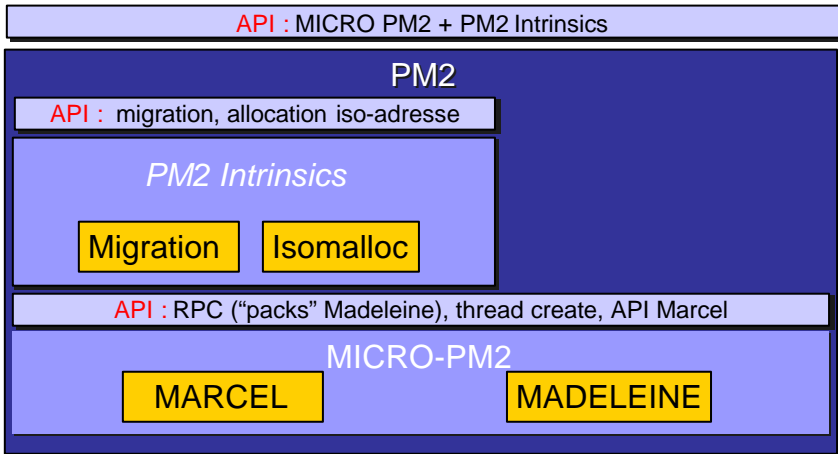 API : MICRO PM2 + PM2 Intrinsics
PM2
API : migration, allocation iso-adresse
PM2 Intrinsics
Migration Isomalloc
API : RPC (“packs” Madeleine), thread create, API Marcel
MICRO-PM2
MARCEL MADELEINE